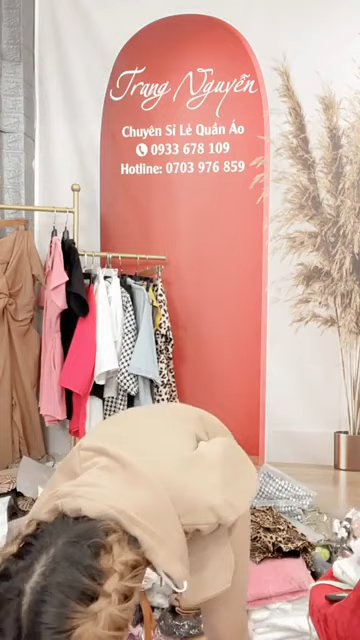 Trang Nguyễn
Chuyên Sỉ Lẻ Quần Áo
0933 678 109
Hotline: 0703 976 859